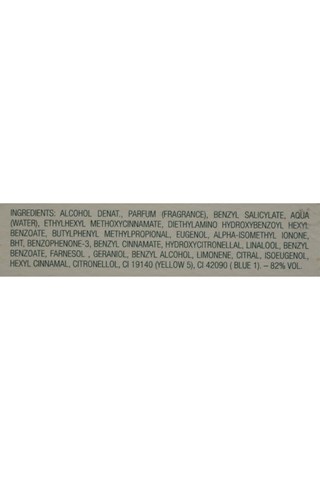 INGREDIENTS: ALCOHOL DENAT., PARFUM (FRAGRANCE), BENZYL SALICYLATE, AQUA
(WATER), ETHYLHEXYL METHOXYCINNAMATE, DIETHYLAMINO HYDROXYBENZOYL HEXYL
BENZOATE, BUTYLPHENYL METHYLPROPIONAL, EUGENOL, ALPHA-ISOMETHYL IONONE,
BHT, BENZOPHENONE-3, BENZYL CINNAMATE, HYDROXYCITRONELLAL, LINALOOL, BENZYL
BENZOATE, FARNESOL , GERANIOL, BENZYL ALCOHOL, LIMONENE, CITRAL, ISOEUGENOL,
HEXYL CINNAMAL, CITRONELLOL, CI 19140 (YELLOW 5), CI 42090 ( BLUE 1). – 82% VOL.